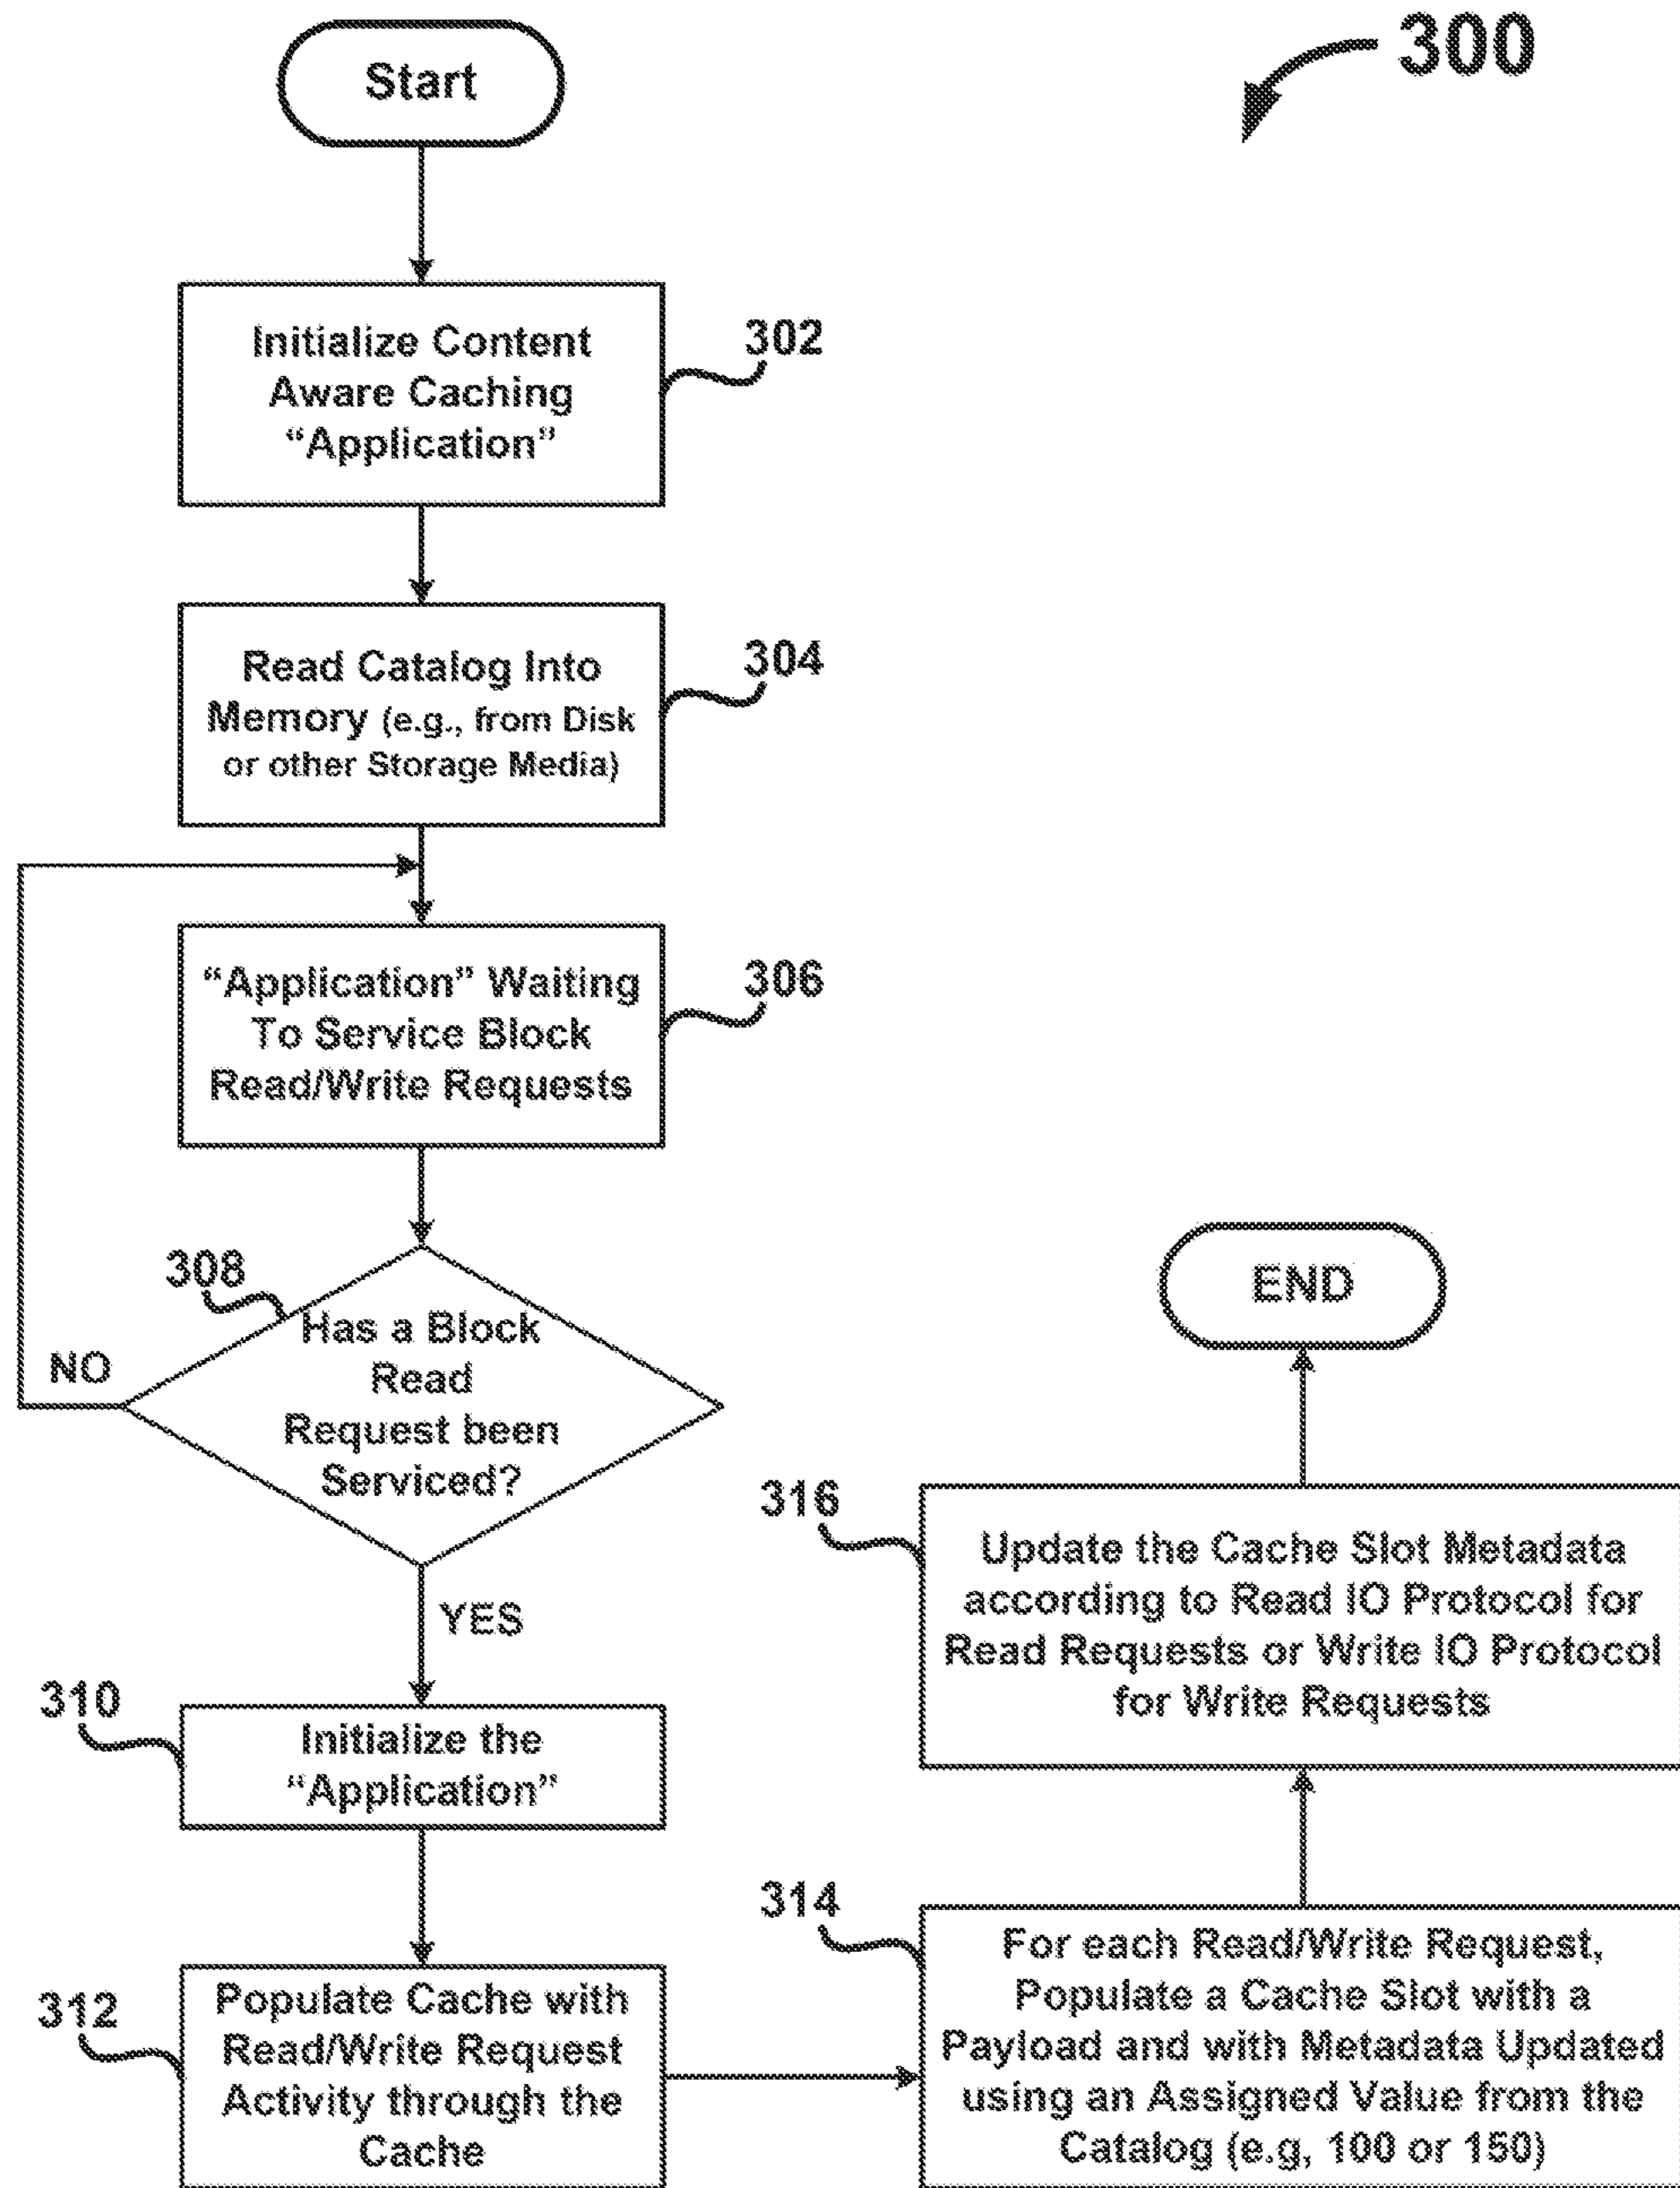 300
Start
302
Initialize Content
Aware Caching
“Application”
304
Read Catalog Into
Memory (e.g., from Disk
or other Storage Media)
306
“Application” Waiting
To Service Block
Read/Write Requests
308
Has a Block
Read
Request been
Serviced?
NO
YES
310
Initialize the
“Application”
312
Populate Cache with
Read/Write Request
Activity through the
Cache
314
For each Read/Write Request,
Populate a Cache Slot with a
Payload and with Metadata Updated
using an Assigned Value from the
Catalog (e.g, 100 or 150)
316
Update the Cache Slot Metadata
according to Read IO Protocol for
Read Requests or Write IO Protocol
for Write Requests
END